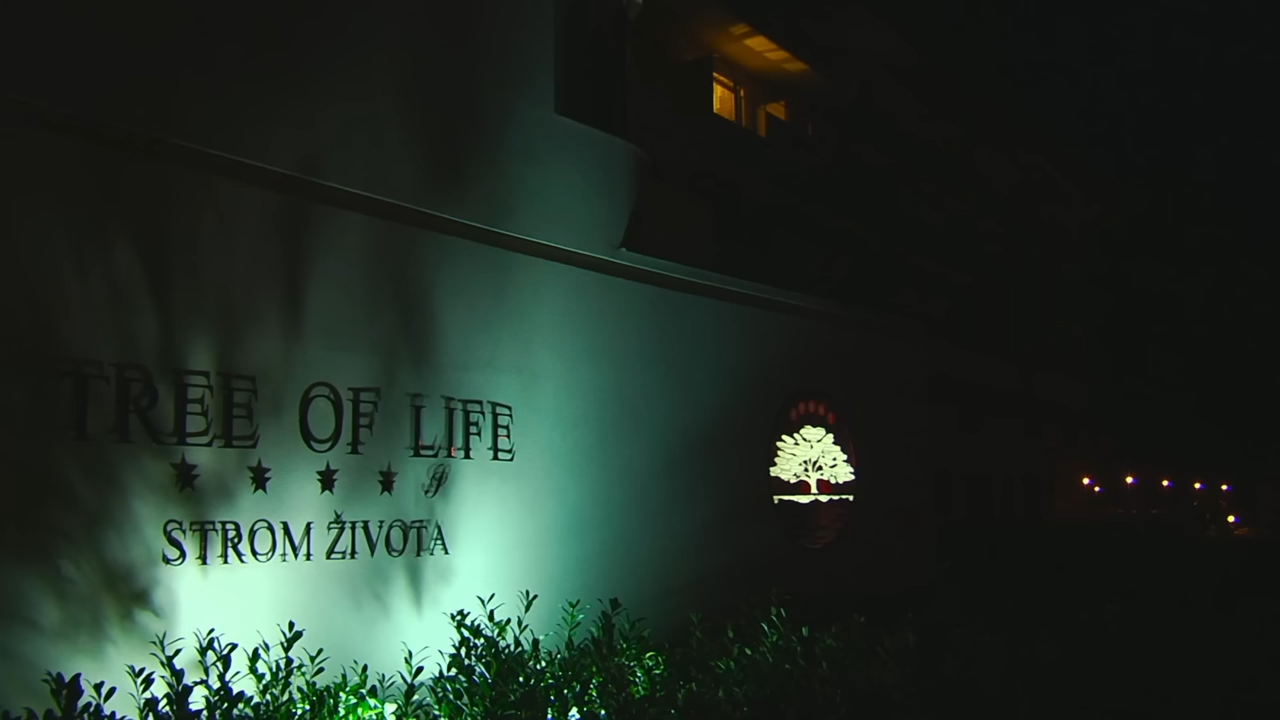 TREE OF LIFE
★ ★ ★ ★ S
STROM ŽIVOTA